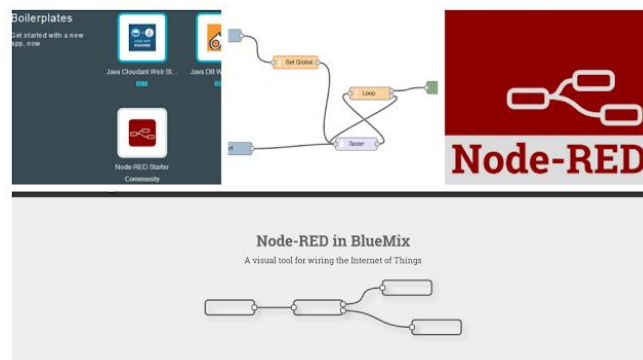 Boilerplates
Get started with a new
app, now
Java Cloudant Web St...
IBM
Java DB W
Node-RED Starter
Community
Set Global
Loop
Tester
Node-RED
Node-RED in BlueMix
A visual tool for wiring the Internet of Things